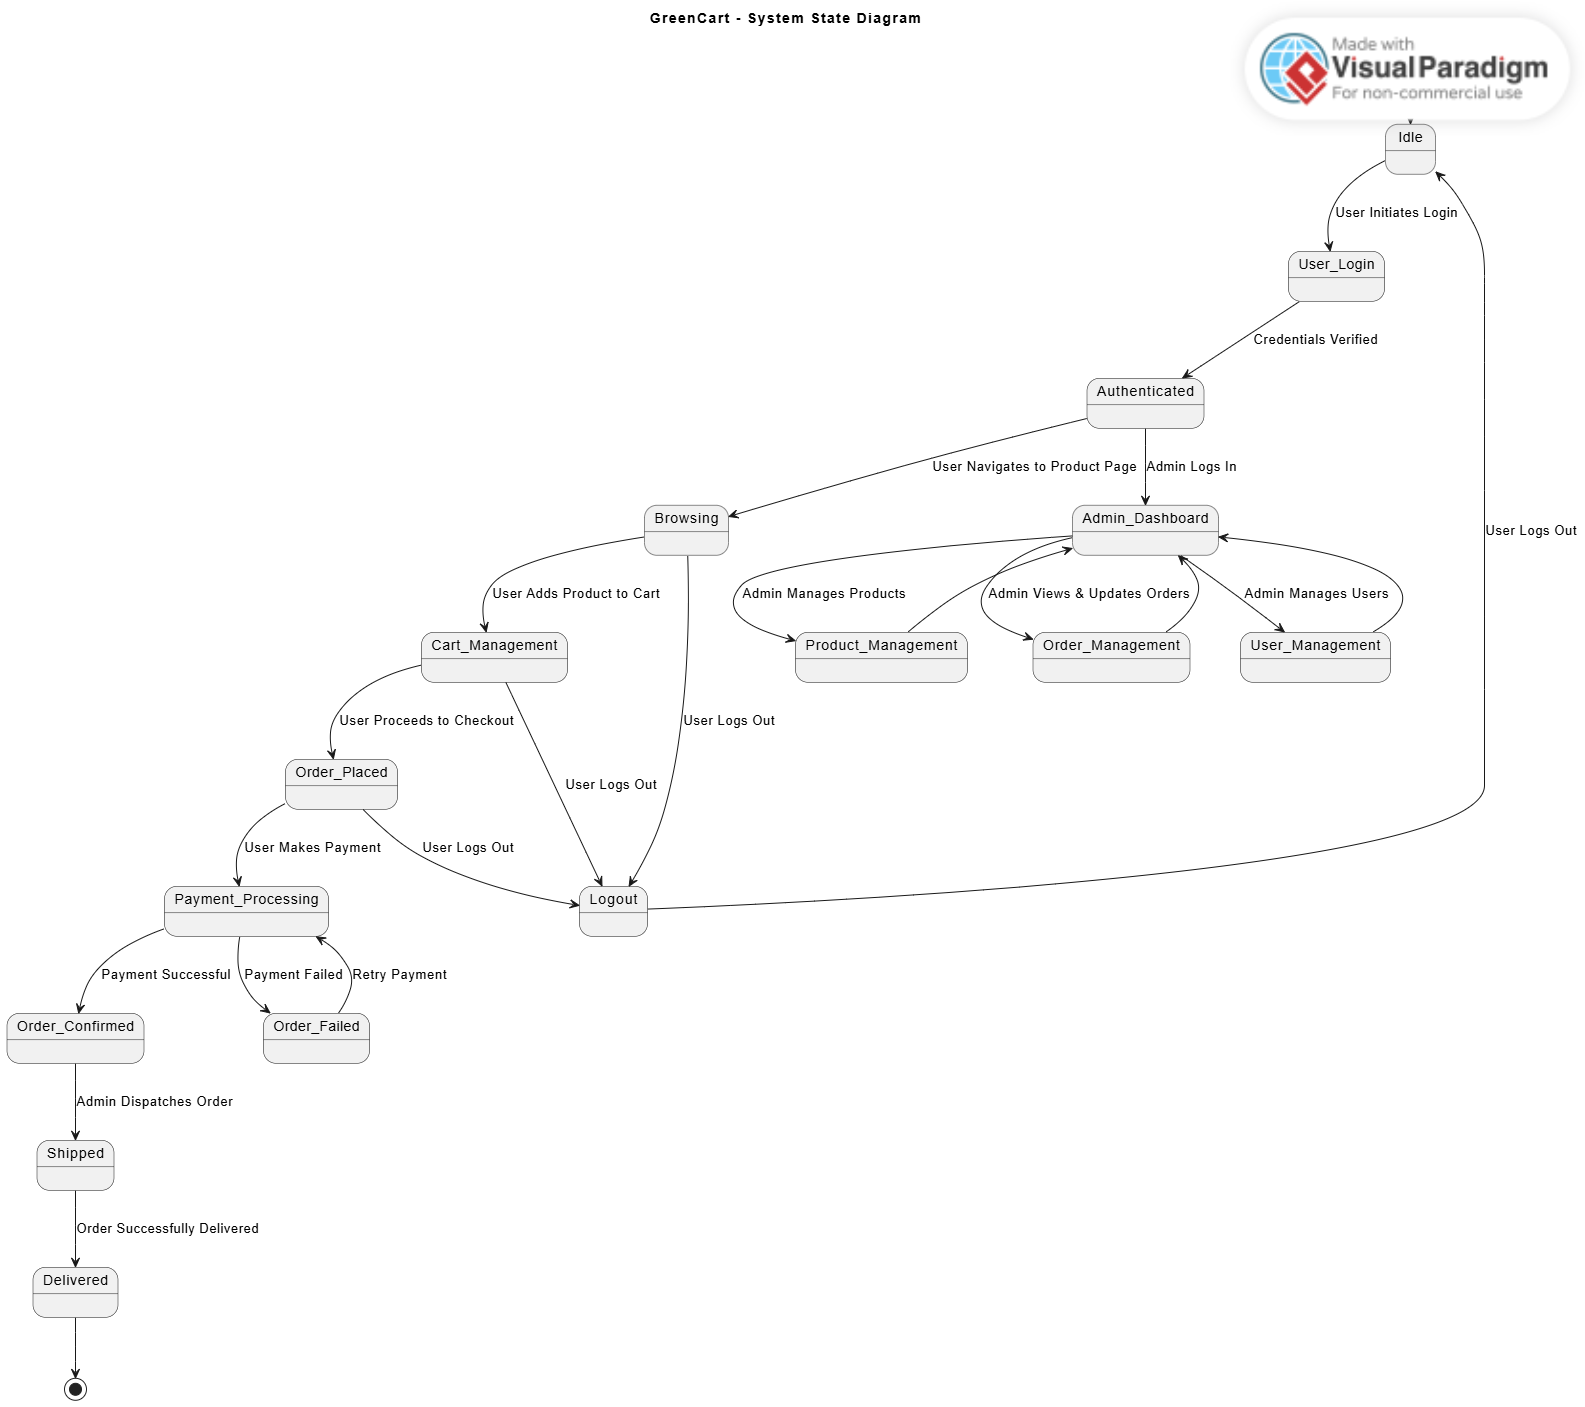 GreenCart - System State Diagram
Made with
Visual Paradigm
For non-commercial use
Idle
User Initiates Login
User_Login
Credentials Verified
Authenticated
User Navigates to Product Page
Admin Logs In
Browsing
Admin_Dashboard
User Logs Out
User Adds Product to Cart
Admin Manages Products
Admin Views & Updates Orders
Admin Manages Users
Cart_Management
Product_Management
Order_Management
User_Management
User Proceeds to Checkout
User Logs Out
Order_Placed
User Logs Out
User Makes Payment
User Logs Out
Payment_Processing
Logout
Payment Successful
Payment Failed
Retry Payment
Order_Confirmed
Order_Failed
Admin Dispatches Order
Shipped
Order Successfully Delivered
Delivered